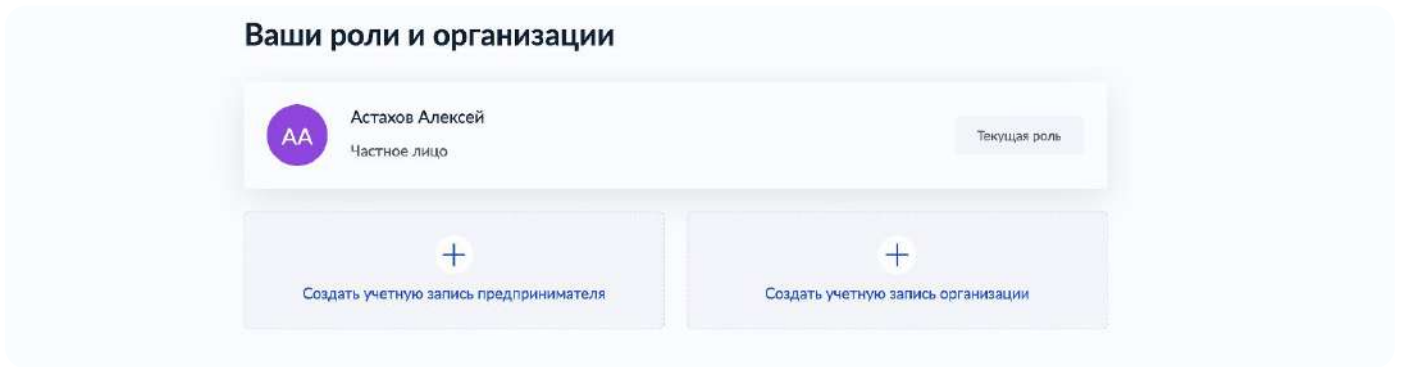 Ваши роли и организации
АА
Астахов Алексей
Частное лицо
Текущая роль
Создать учетную запись предпринимателя
Создать учетную запись организации